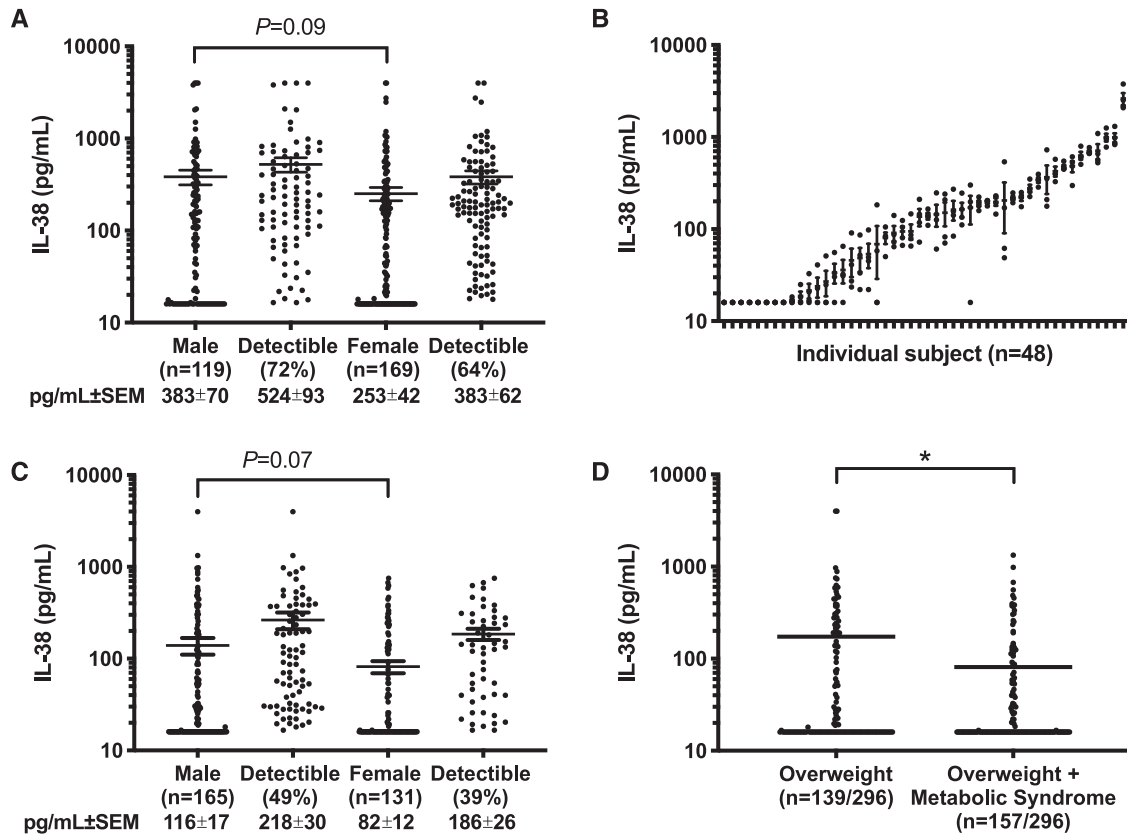 A
P=0.09
10000
1000
100
10
IL-38 (pg/mL)
Male Detectible Female Detectible
(n=119) (72%) (n=169) (64%)
pg/mL±SEM 383±70 524±93 253±42 383±62
B
10000
1000
100
10
IL-38 (pg/mL)
Individual subject (n=48)
C
P=0.07
10000
1000
100
10
IL-38 (pg/mL)
Male Detectible Female Detectible
(n=165) (49%) (n=131) (39%)
pg/mL±SEM 116±17 218±30 82±12 186±26
D
*
10000
1000
100
10
IL-38 (pg/mL)
Overweight
(n=139/296)
Overweight +
Metabolic Syndrome
(n=157/296)